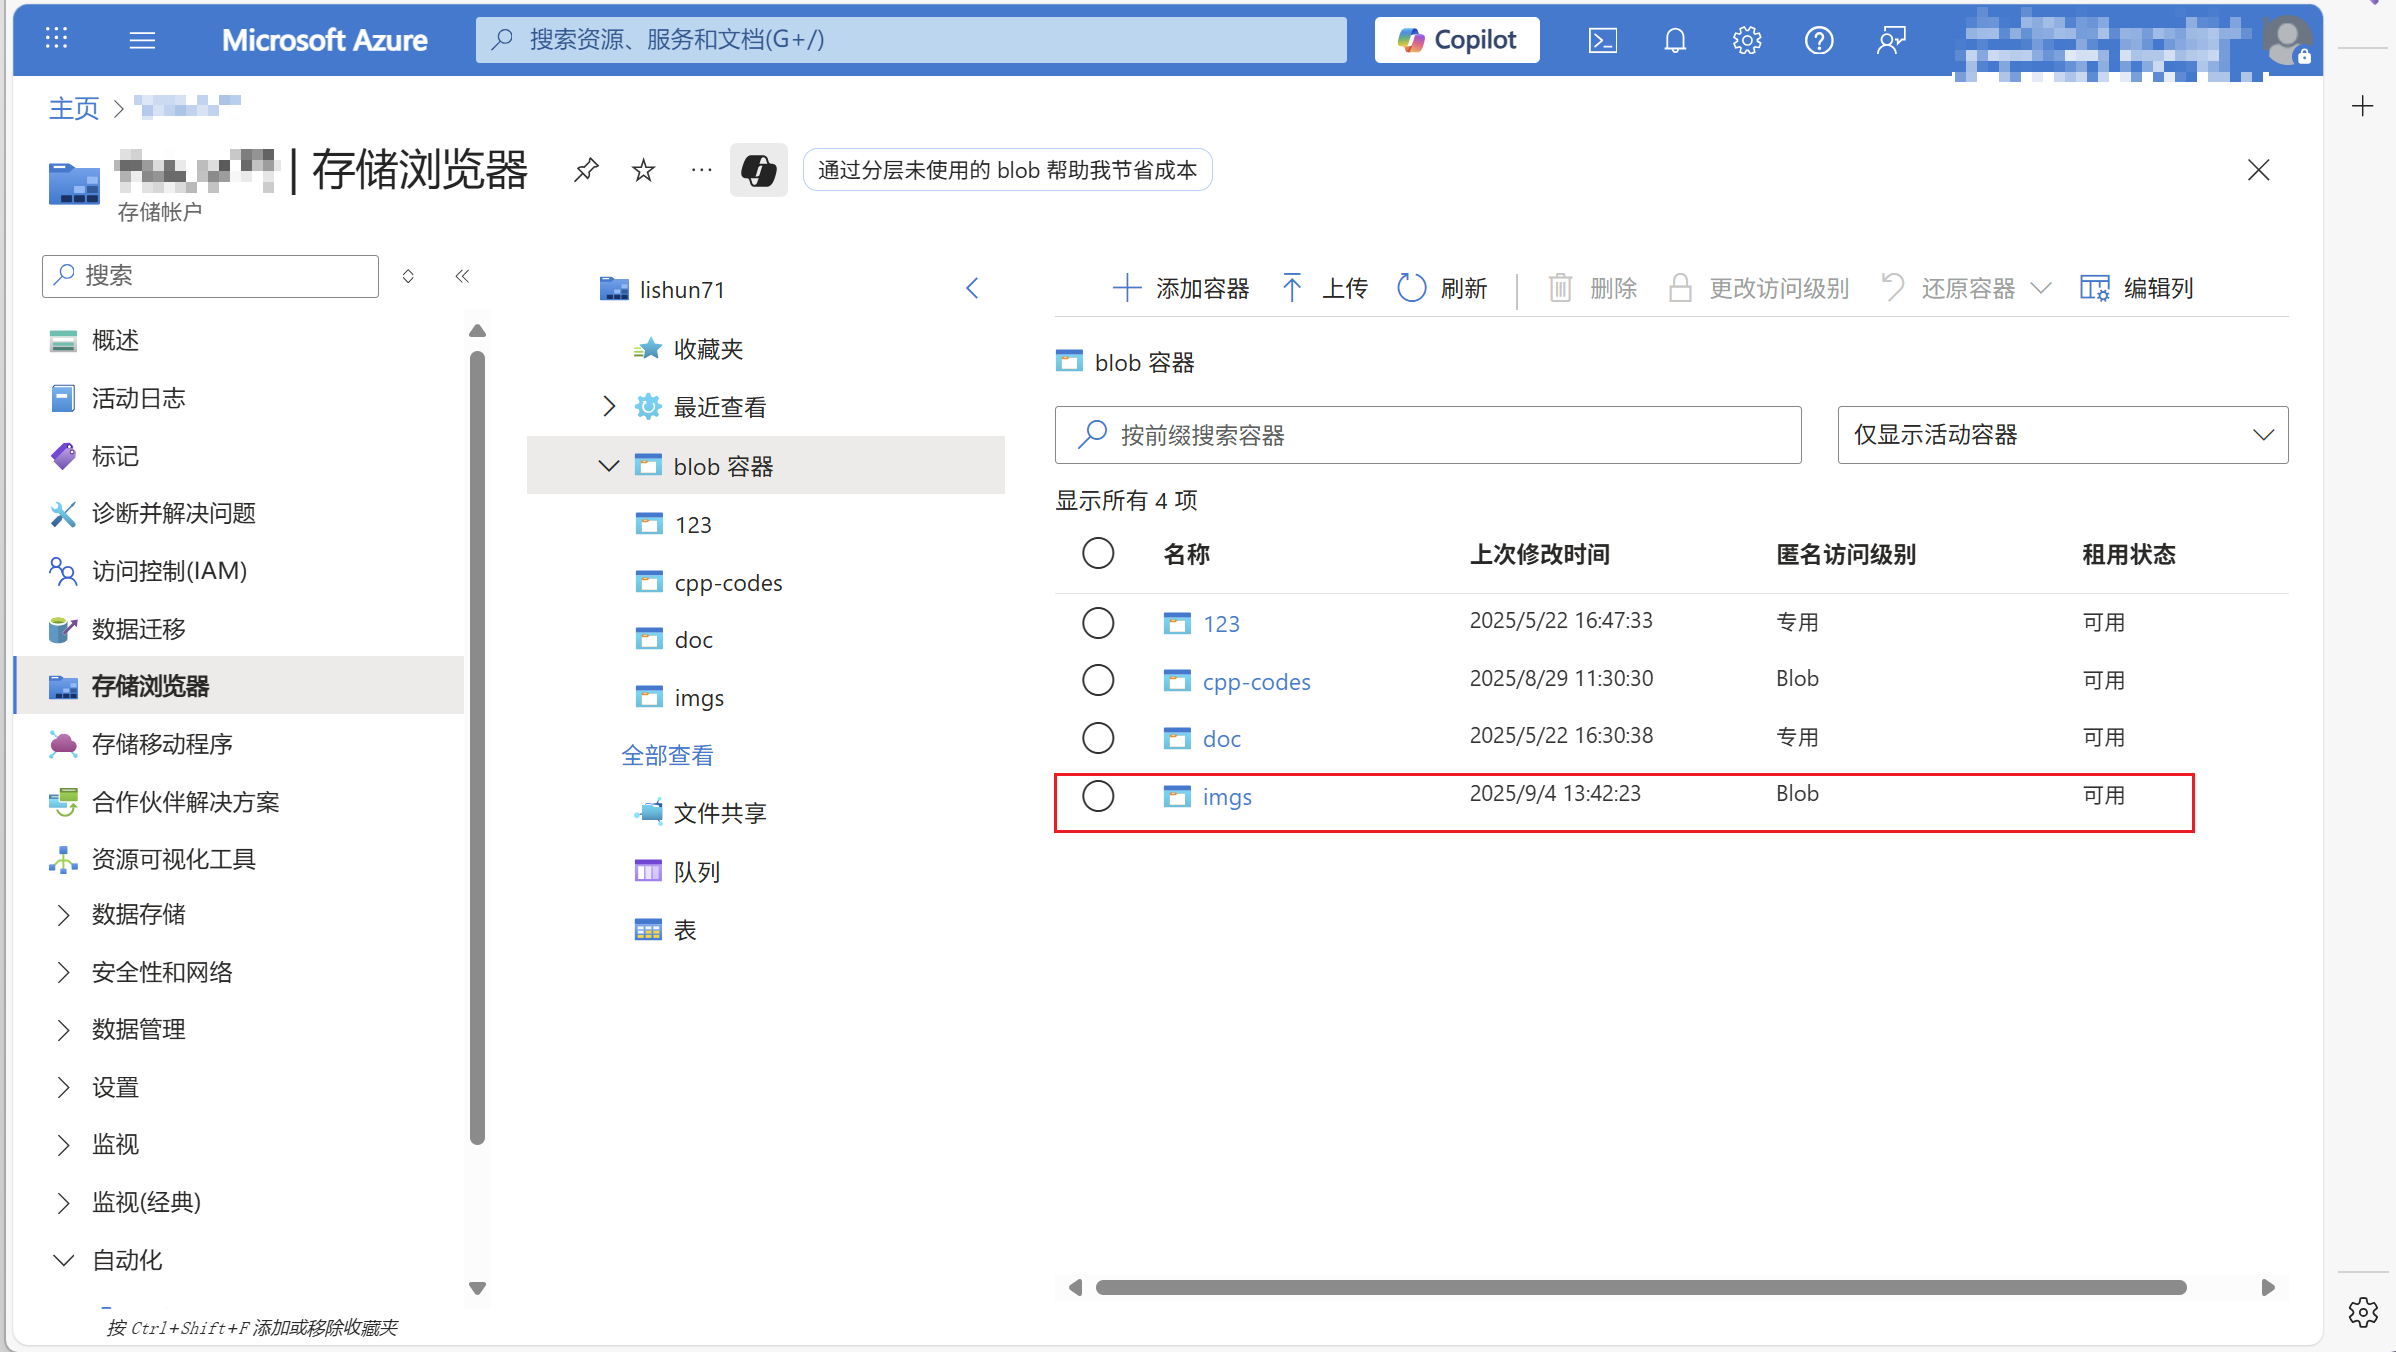 Microsoft Azure
搜索资源、服务和文档(G+/)
Copilot
主页
| 存储浏览器
存储帐户
通过分层未使用的 blob 帮助我节省成本
搜索
概述
活动日志
标记
诊断并解决问题
访问控制(IAM)
数据迁移
存储浏览器
存储移动程序
合作伙伴解决方案
资源可视化工具
数据存储
安全性和网络
数据管理
设置
监视
监视(经典)
自动化
按 Ctrl+Shift+F 添加或移除收藏夹
lishun71
收藏夹
最近查看
blob 容器
123
cpp-codes
doc
imgs
全部查看
文件共享
队列
表
添加容器 上传 刷新 删除 更改访问级别 还原容器 编辑列
blob 容器
按前缀搜索容器 仅显示活动容器
显示所有 4 项
名称 上次修改时间 匿名访问级别 租用状态
123 2025/5/22 16:47:33 专用 可用
cpp-codes 2025/8/29 11:30:30 Blob 可用
doc 2025/5/22 16:30:38 专用 可用
imgs 2025/9/4 13:42:23 Blob 可用